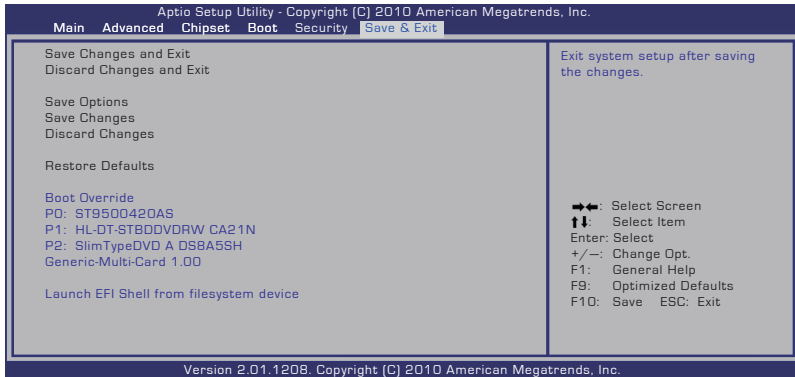 Aptio Setup Utility - Copyright (C) 2010 American Megatrends, Inc.
Main Advanced Chipset Boot Security Save & Exit
Save Changes and Exit
Discard Changes and Exit
Save Options
Save Changes
Discard Changes
Restore Defaults
Boot Override
P0: ST9500420AS
P1: HL-DT-STBDDVDRW CA21N
P2: SlimTypeDVD A DS8A5SH
Generic-Multi-Card 1.00
Launch EFI Shell from filesystem device
Exit system setup after saving
the changes.
→←: Select Screen
↑↓: Select Item
Enter: Select
+/—: Change Opt.
F1: General Help
F9: Optimized Defaults
F10: Save ESC: Exit
Version 2.01.1208. Copyright (C) 2010 American Megatrends, Inc.